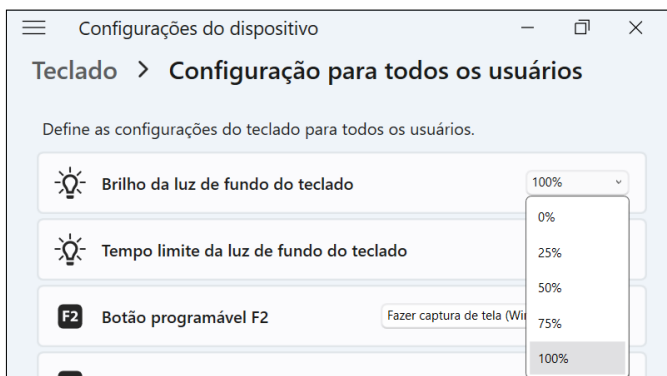 Configurações do dispositivo
Teclado > Configuração para todos os usuários
Define as configurações do teclado para todos os usuários.
Brilho da luz de fundo do teclado 100%
0%
Tempo limite da luz de fundo do teclado
25%
50%
F2 Botão programável F2 Fazer captura de tela
75%
100%